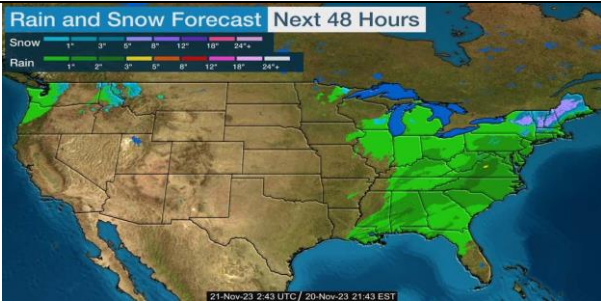 Rain and Snow Forecast Next 48 Hours
Snow 1" 3" 5" 8" 12" 18" 24"+
Rain 1" 2" 3" 5" 8" 12" 18" 24"+
21-Nov-23 2:43 UTC / 20-Nov-23 21:43 EST